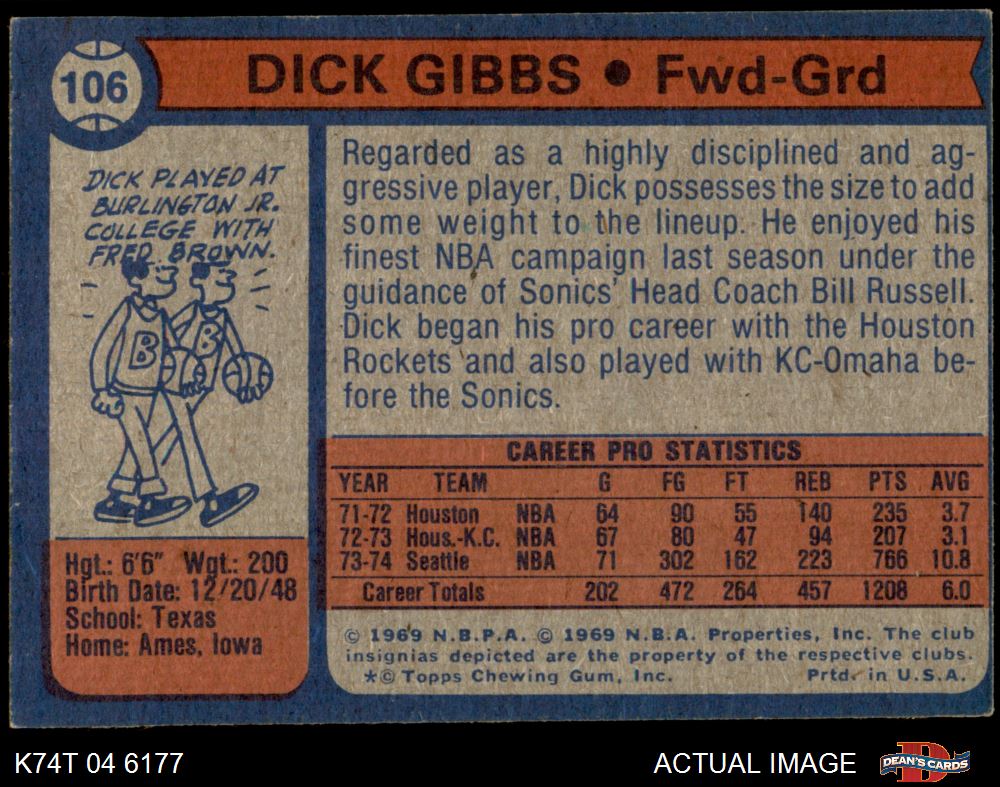 106
DICK GIBBS • Fwd-Grd
DICK PLAYED AT
BURLINGTON JR.
COLLEGE WITH
FRED BROWN.
B
B
Hgt.: 6'6" Wgt.: 200
Birth Date: 12/20/48
School: Texas
Home: Ames, Iowa
Regarded as a highly disciplined and ag-
gressive player, Dick possesses the size to add
some weight to the lineup. He enjoyed his
finest NBA campaign last season under the
guidance of Sonics' Head Coach Bill Russell.
Dick began his pro career with the Houston
Rockets and also played with KC-Omaha be-
fore the Sonics.
CAREER PRO STATISTICS
YEAR TEAM G FG FT REB PTS AVG
71-72 Houston NBA 64 90 55 140 235 3.7
72-73 Hous.-K.C. NBA 67 80 47 94 207 3.1
73-74 Seattle NBA 71 302 162 223 766 10.8
Career Totals 202 472 264 457 1208 6.0
© 1969 N.B.P.A. © 1969 N.B.A. Properties, Inc. The club
insignias depicted are the property of the respective clubs.
*© Topps Chewing Gum, Inc. Prtd. in U.S.A.
K74T 04 6177 ACTUAL IMAGE D DEAN'S CARDS